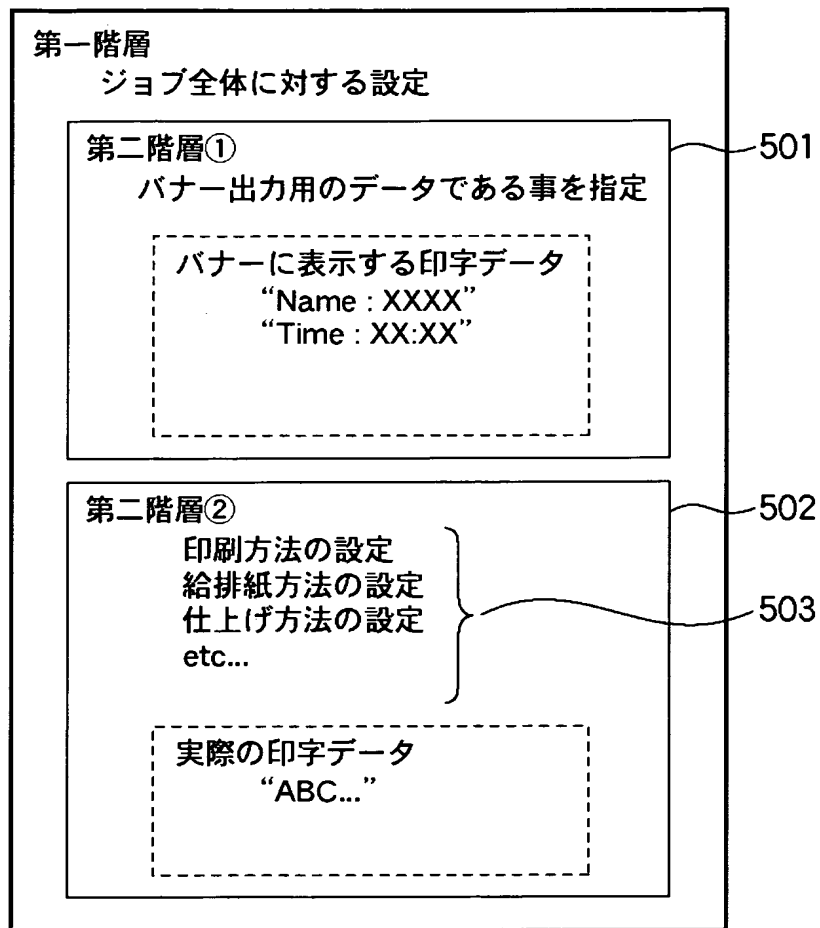 第一階層
ジョブ全体に対する設定
第二階層①
501
バナー出力用のデータである事を指定
バナーに表示する印字データ
“Name : XXXX”
“Time : XX:XX”
第二階層②
502
印刷方法の設定
給排紙方法の設定
仕上げ方法の設定
503
etc...
実際の印字データ
“ABC...”